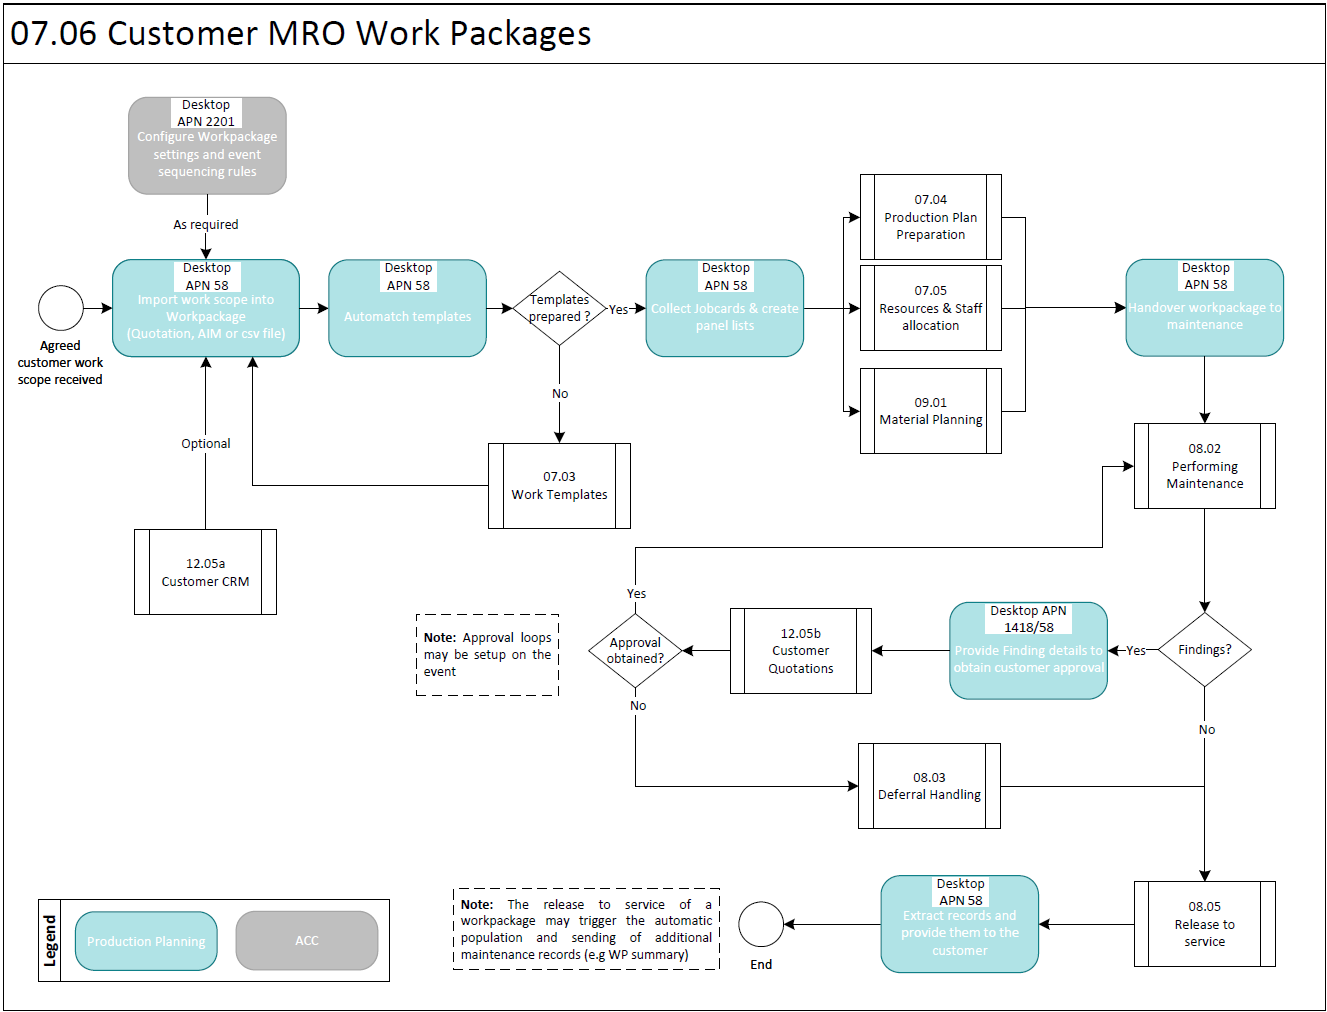 07.06 Customer MRO Work Packages
Desktop
APN 2201
Configure Workpackage
settings and event
sequencing rules
As required
Desktop
APN 58
Import work scope into
Workpackage
(Quotation, AIM or csv file)
Agreed
customer work
scope received
Desktop
APN 58
Automatch templates
Templates
prepared ?
Yes
No
Desktop
APN 58
Collect Jobcards & create
panel lists
07.04
Production Plan
Preparation
07.05
Resources & Staff
allocation
09.01
Material Planning
Desktop
APN 58
Handover workpackage to
maintenance
Optional
07.03
Work Templates
12.05a
Customer CRM
08.02
Performing
Maintenance
Findings?
Yes
No
Desktop APN
1418/58
Provide Finding details to
obtain customer approval
12.05b
Customer
Quotations
Approval
obtained?
Yes
No
Note: Approval loops
may be setup on the
event
08.03
Deferral Handling
08.05
Release to
service
Desktop
APN 58
Extract records and
provide them to the
customer
End
Note: The release to service of a
workpackage may trigger the automatic
population and sending of additional
maintenance records (e.g WP summary)
Legend
Production Planning
ACC